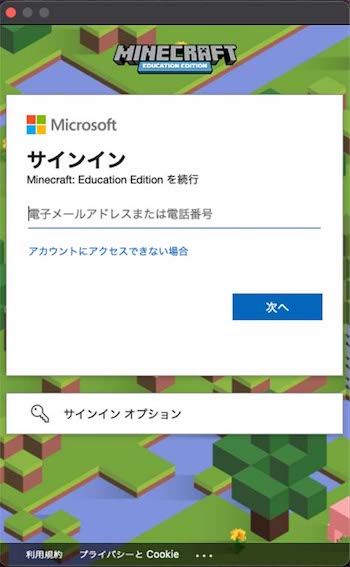 MINECRAFT
EDUCATION EDITION
Microsoft
サインイン
Minecraft: Education Edition を続行
電子メールアドレスまたは電話番号
アカウントにアクセスできない場合
次へ
サインイン オプション
利用規約 プライバシーと Cookie ...